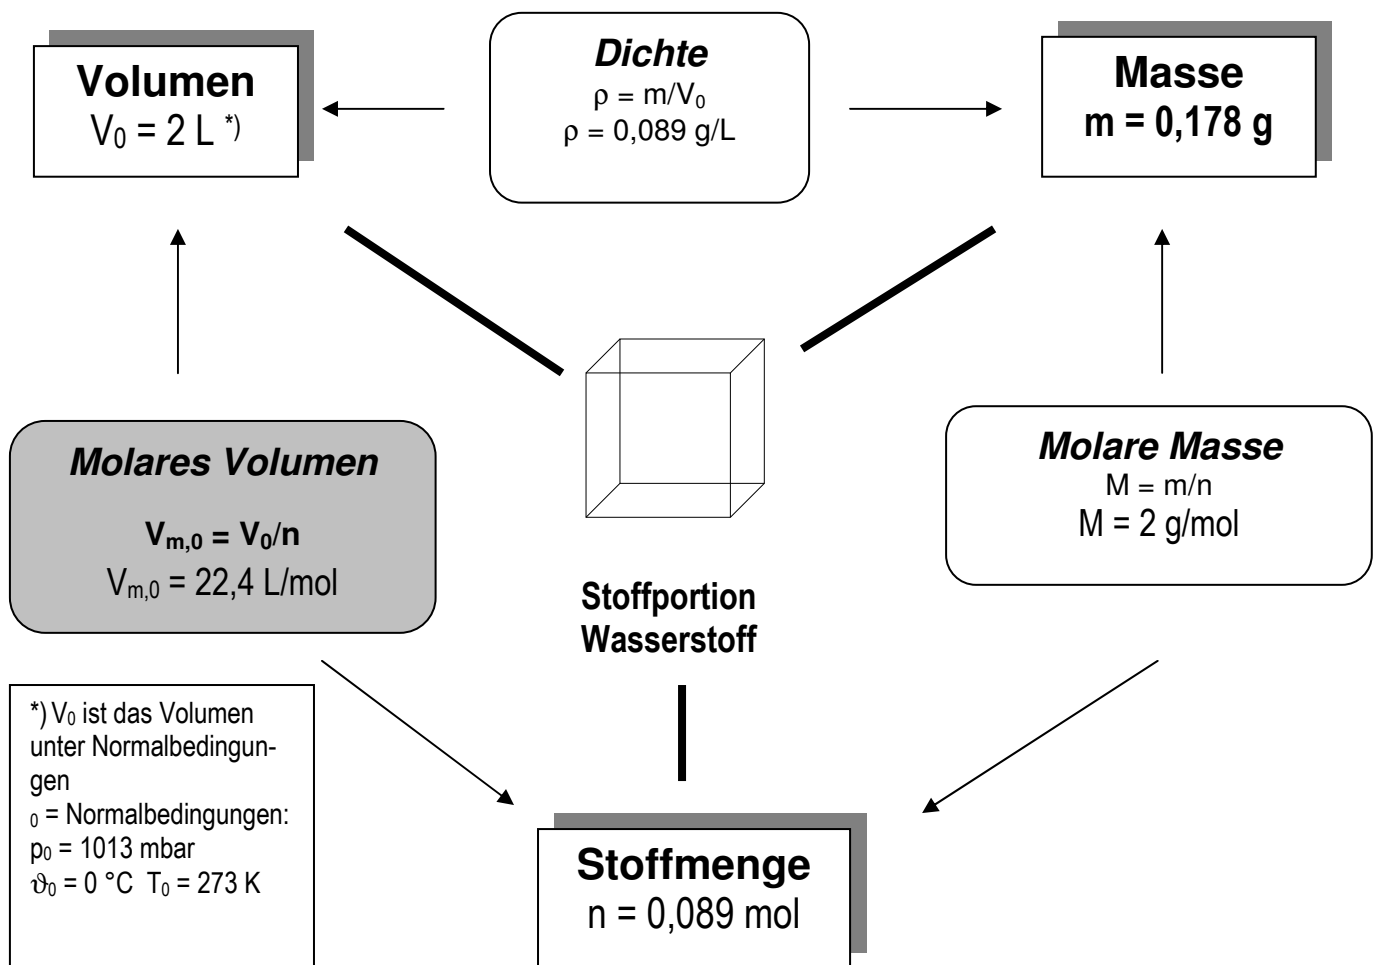 Volumen
V₀ = 2 L *)
Dichte
ρ = m/V₀
ρ = 0,089 g/L
Masse
m = 0,178 g
Molares Volumen
Vₘ,₀ = V₀/n
Vₘ,₀ = 22,4 L/mol
Molare Masse
M = m/n
M = 2 g/mol
Stoffportion
Wasserstoff
*) V₀ ist das Volumen
unter Normalbedingun-
gen
₀ = Normalbedingungen:
p₀ = 1013 mbar
ϑ₀ = 0 °C T₀ = 273 K
Stoffmenge
n = 0,089 mol